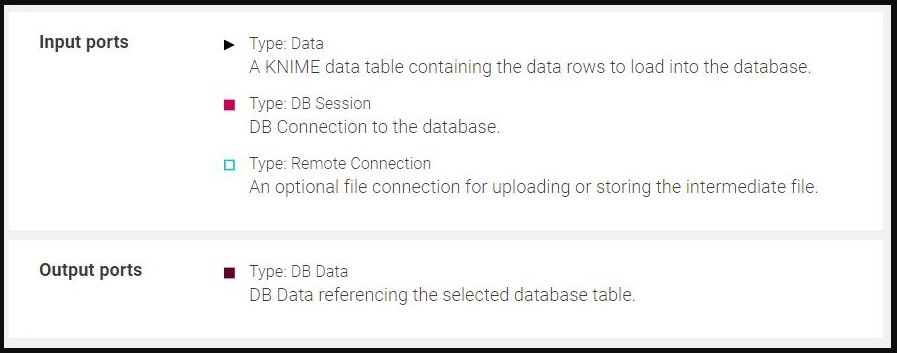 Input ports
Type: Data
A KNIME data table containing the data rows to load into the database.
Type: DB Session
DB Connection to the database.
Type: Remote Connection
An optional file connection for uploading or storing the intermediate file.
Output ports
Type: DB Data
DB Data referencing the selected database table.